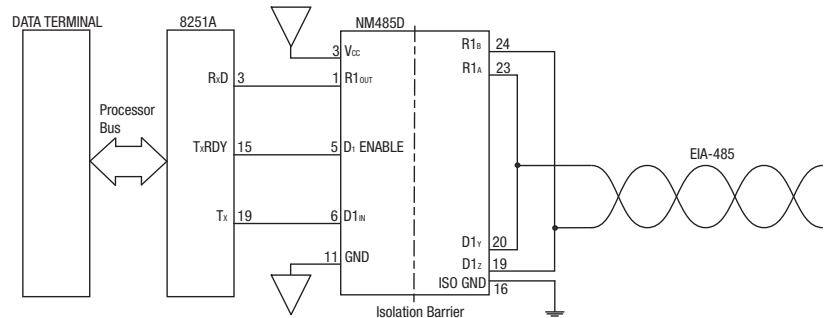 DATA TERMINAL
8251A
NM485D
Processor
Bus
RxD 3
TxRDY 15
Tx 19
3 Vcc
1 R1OUT
5 D1 ENABLE
6 D1IN
11 GND
R1B 24
R1A 23
D1Y 20
D1Z 19
ISO GND 16
Isolation Barrier
EIA-485